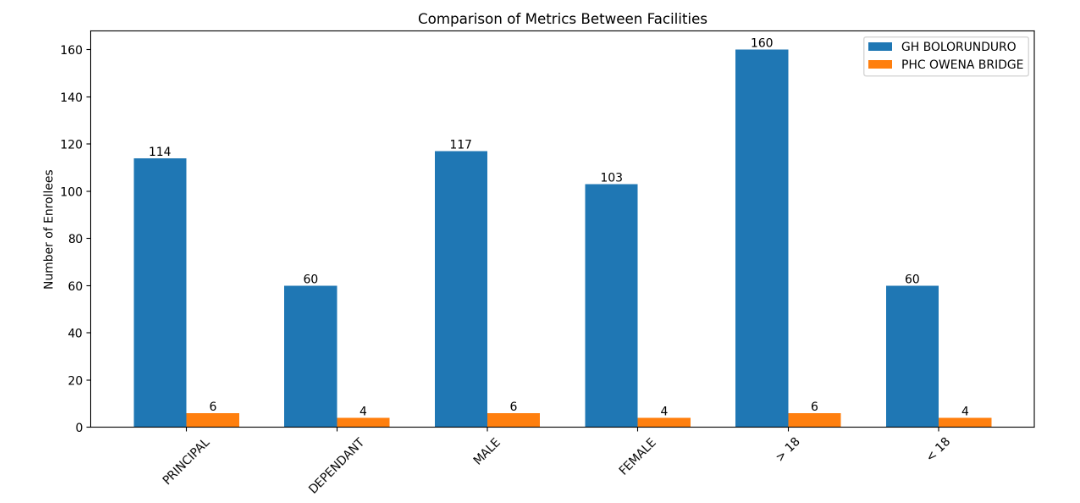 Comparison of Metrics Between Facilities
GH BOLORUNDURO
PHC OWENA BRIDGE
Number of Enrollees
160
140
120
100
80
60
40
20
0
114
6
60
4
117
6
103
4
160
6
60
4
PRINCIPAL
DEPENDANT
MALE
FEMALE
> 18
< 18